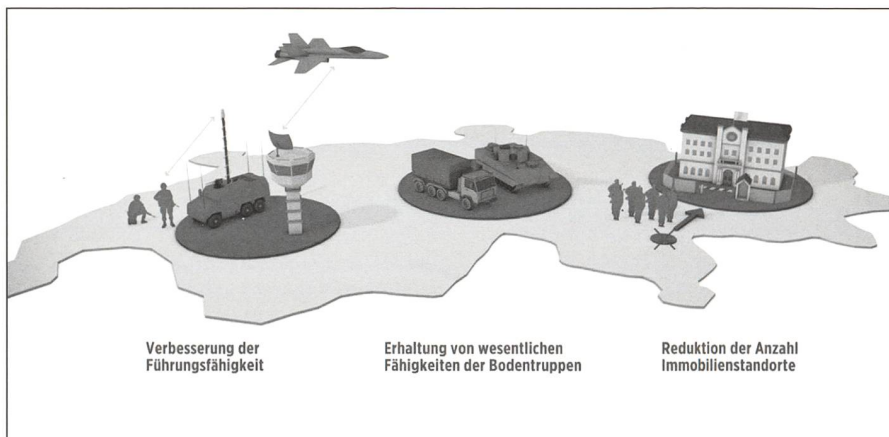 Verbesserung der
Führungsfähigkeit
Erhaltung von wesentlichen
Fähigkeiten der Bodentruppen
Reduktion der Anzahl
Immobilienstandorte